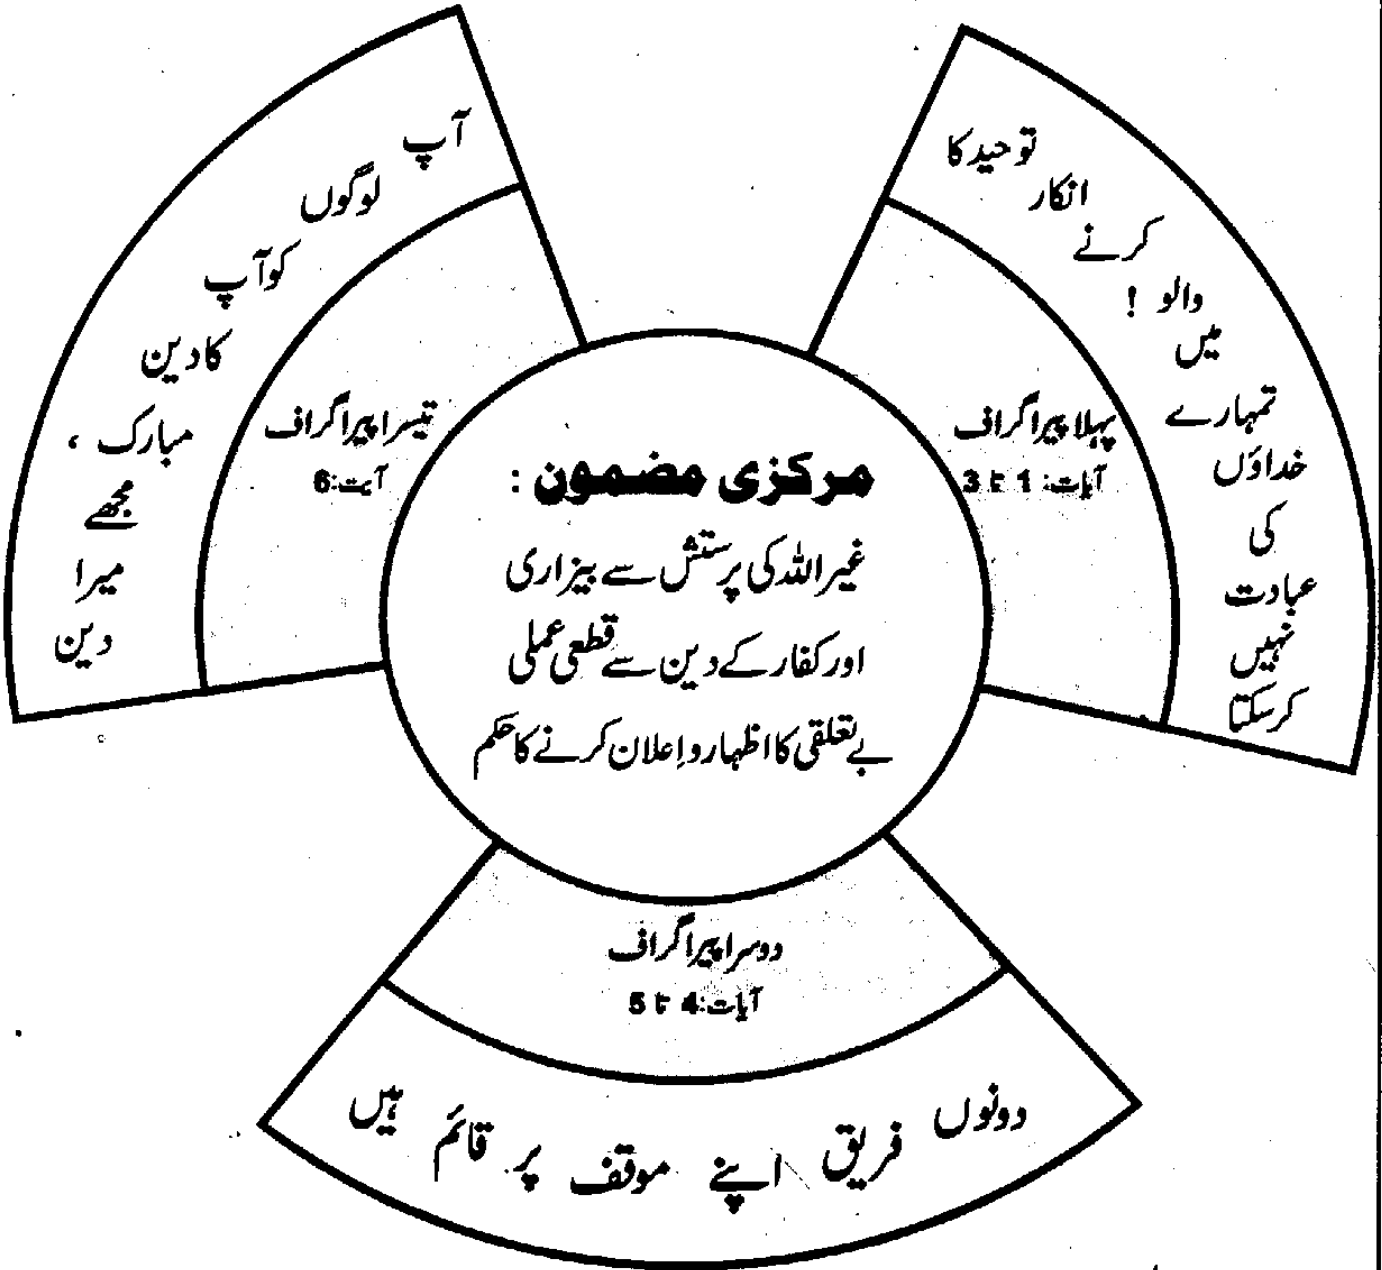 مرکزی مضمون :
غیر اللہ کی پرستش سے بیزاری
اور کفار کے دین سے قطعی عملی
بے تعلقی کا اظہار و اِعلان کرنے کا حکم
پہلا پیراگراف
آیات: 1 تا 3
توحید کا
انکار
کرنے
والو !
میں
تمہارے
خداؤں
کی
عبادت
نہیں
کرسکتا
دوسرا پیراگراف
آیات: 4 تا 5
دونوں فریق اپنے موقف پر قائم ہیں
تیسرا پیراگراف
آیت: 6
آپ
لوگوں
کو آپ
کا دین
مبارک ،
مجھے
میرا
دین